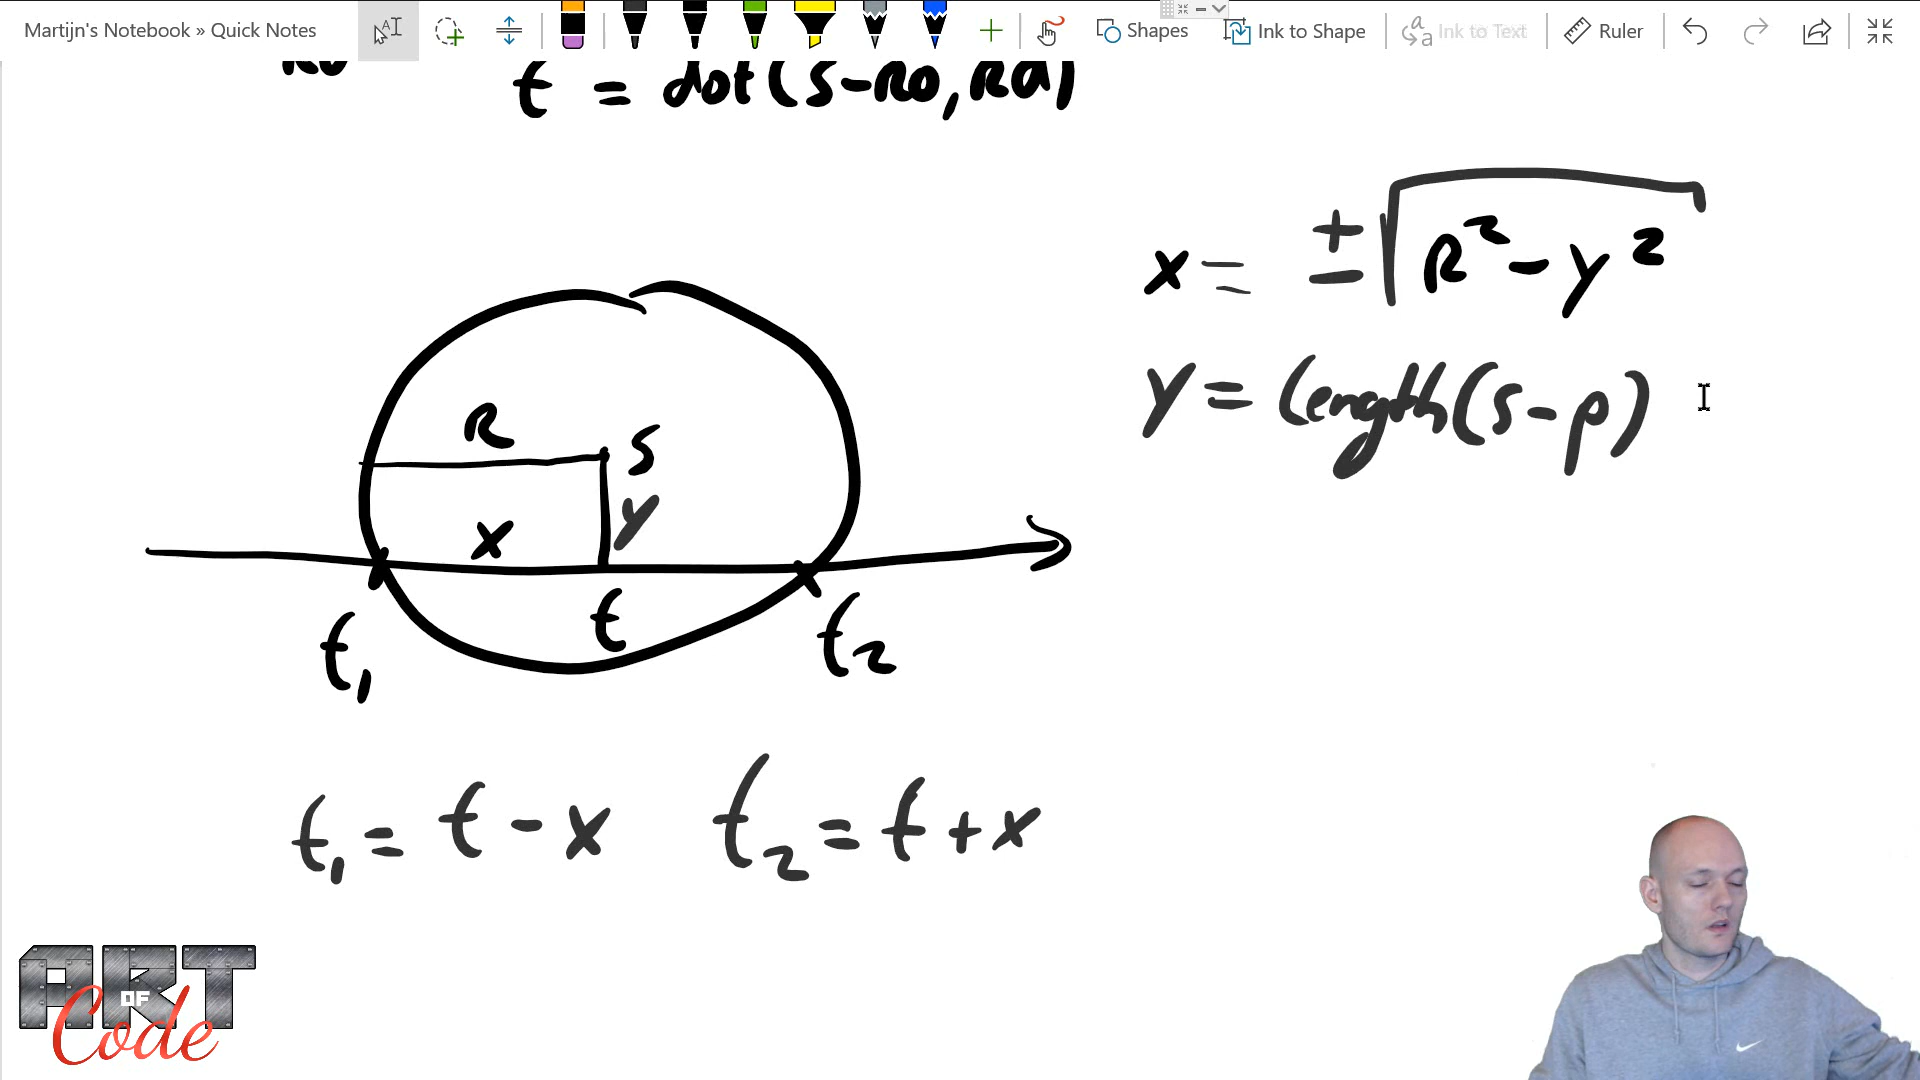 Martijn's Notebook » Quick Notes
Shapes
Ink to Shape
Ink to Text
Ruler
Ro
t = dot(s-Ro, Rd)
x = ± √R² - y²
y = length(s-p)
R
s
x
y
t₁
t
t₂
t₁ = t - x
t₂ = t + x
ART
OF
Code